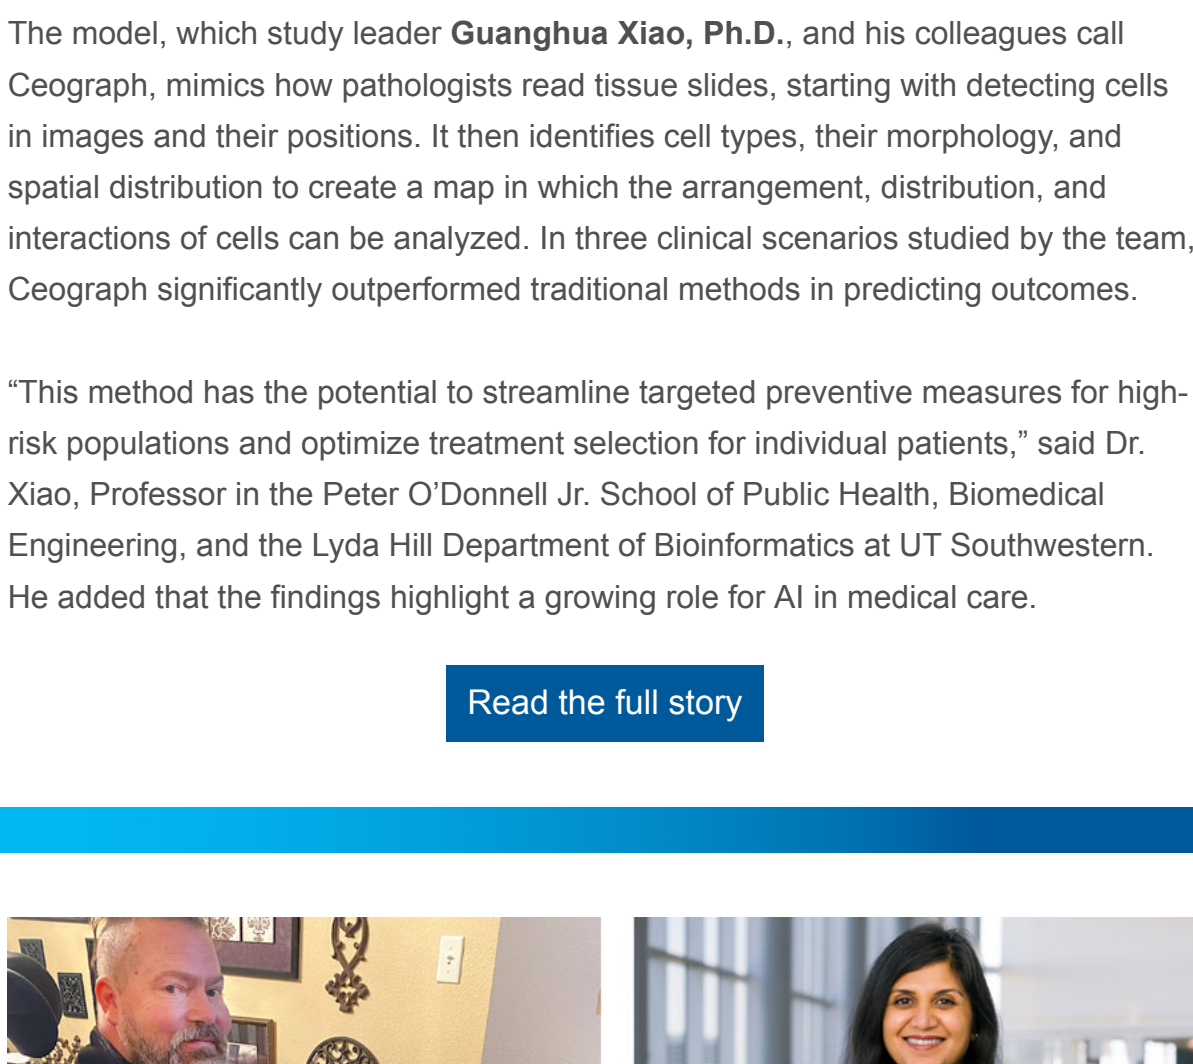 The model, which study leader Guanghua Xiao, Ph.D., and his colleagues call
Ceograph, mimics how pathologists read tissue slides, starting with detecting cells
in images and their positions. It then identifies cell types, their morphology, and
spatial distribution to create a map in which the arrangement, distribution, and
interactions of cells can be analyzed. In three clinical scenarios studied by the team,
Ceograph significantly outperformed traditional methods in predicting outcomes.
“This method has the potential to streamline targeted preventive measures for high-
risk populations and optimize treatment selection for individual patients,” said Dr.
Xiao, Professor in the Peter O’Donnell Jr. School of Public Health, Biomedical
Engineering, and the Lyda Hill Department of Bioinformatics at UT Southwestern.
He added that the findings highlight a growing role for AI in medical care.
Read the full story